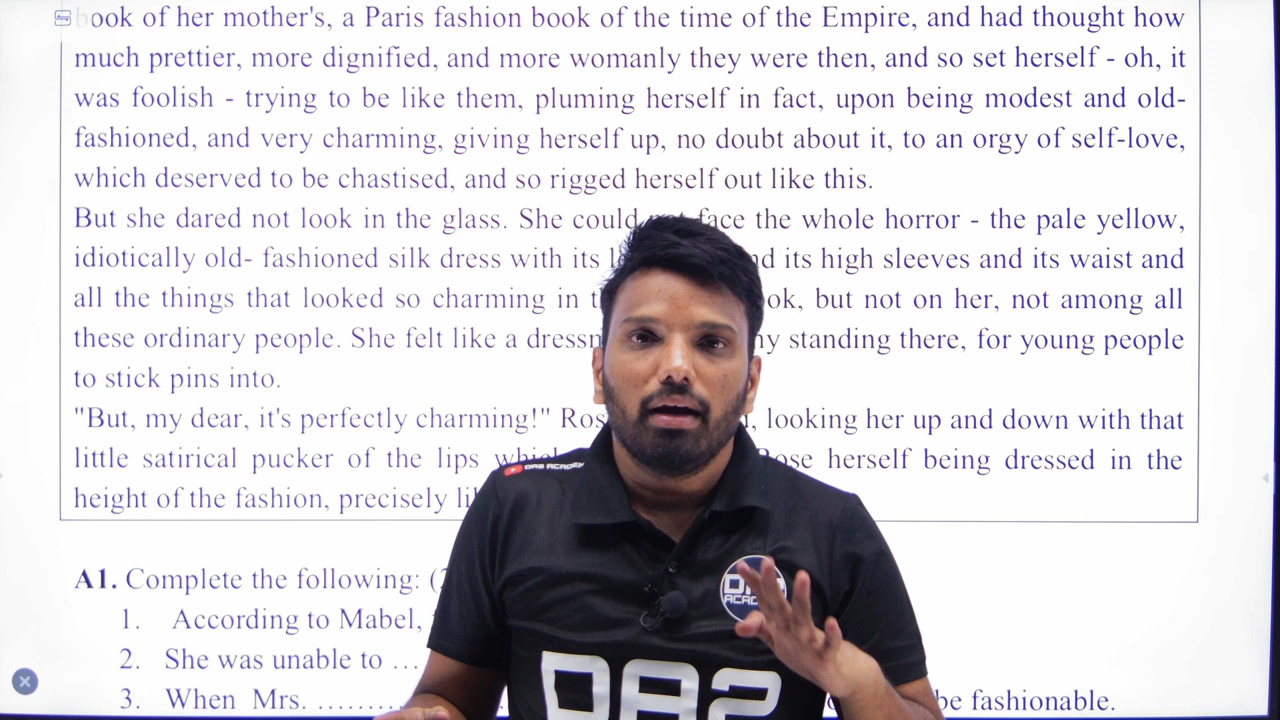 book of her mother's, a Paris fashion book of the time of the Empire, and had thought how
much prettier, more dignified, and more womanly they were then, and so set herself - oh, it
was foolish - trying to be like them, pluming herself in fact, upon being modest and old-
fashioned, and very charming, giving herself up, no doubt about it, to an orgy of self-love,
which deserved to be chastised, and so rigged herself out like this.
But she dared not look in the glass. She could face the whole horror - the pale yellow,
idiotically old- fashioned silk dress with its its high sleeves and its waist and
all the things that looked so charming in but not on her, not among all
these ordinary people. She felt like a standing there, for young people
to stick pins into.
"But, my dear, it's perfectly charming!" looking her up and down with that
little satirical pucker of the lips Rose herself being dressed in the
height of the fashion, precisely
A1. Complete the following:
1. According to Mabel,
2. She was unable to ...
3. When Mrs. .......... be fashionable.
DA2 ACADEMY
DA2